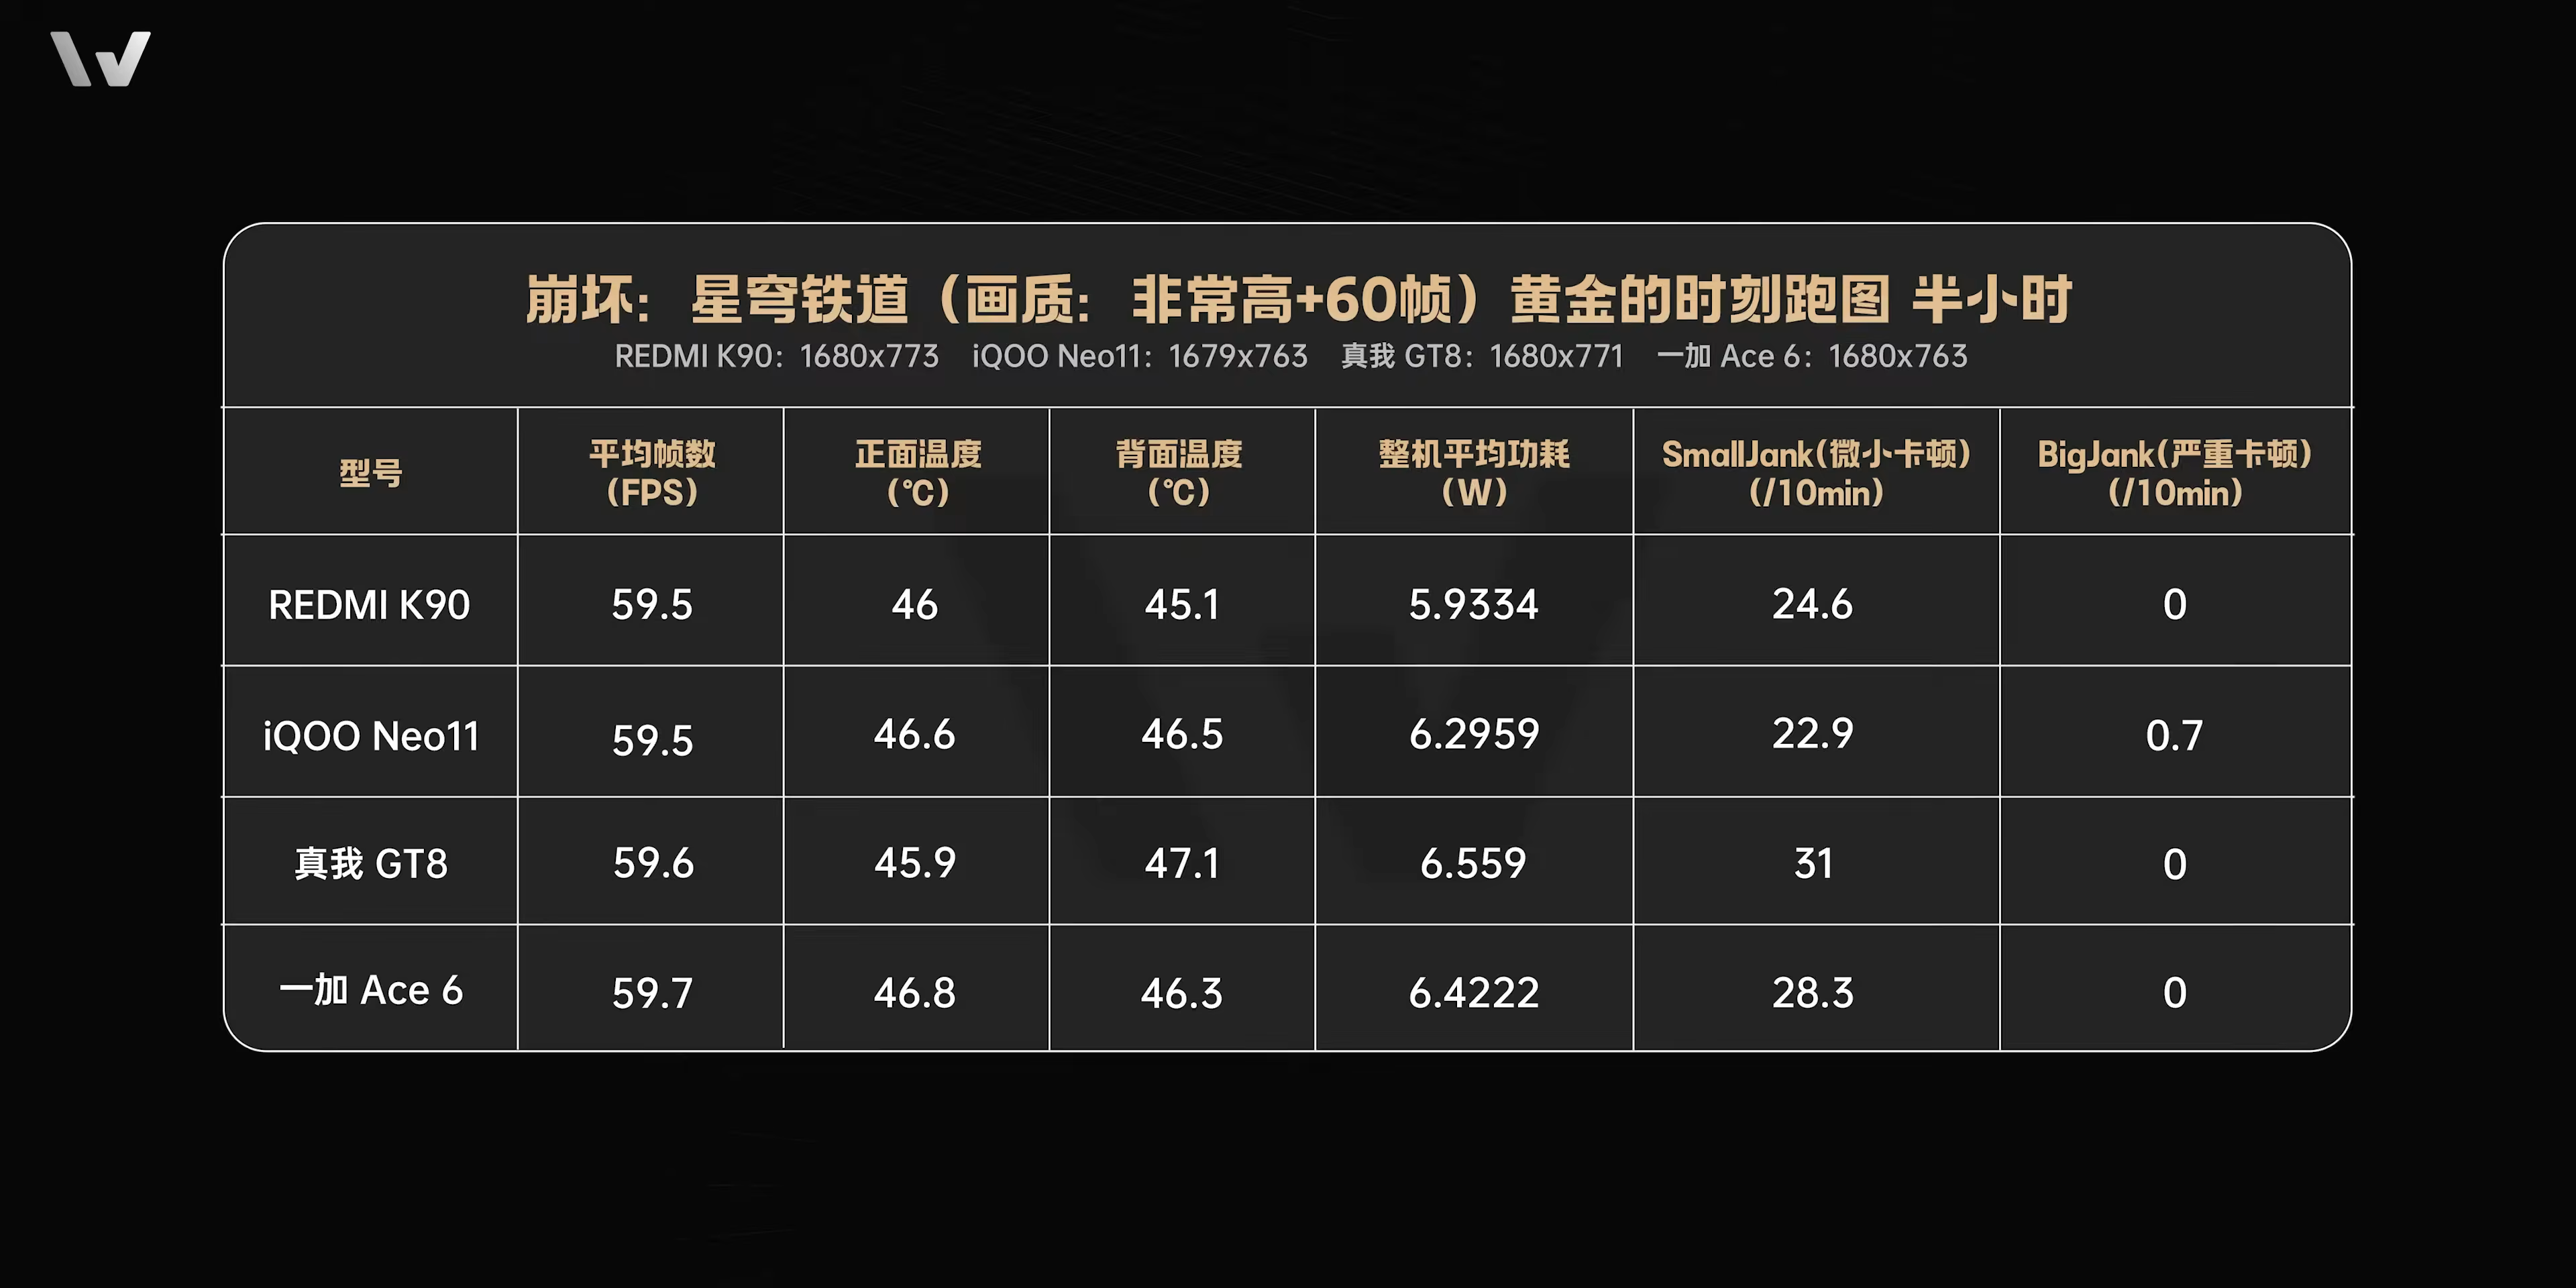 崩坏：星穹铁道（画质：非常高+60帧）黄金的时刻跑图 半小时
REDMI K90：1680x773 iQOO Neo11：1679x763 真我 GT8：1680x771 一加 Ace 6：1680x763
型号 平均帧数（FPS） 正面温度（℃） 背面温度（℃） 整机平均功耗（W） SmallJank(微小卡顿)（/10min） BigJank(严重卡顿)（/10min）
REDMI K90 59.5 46 45.1 5.9334 24.6 0
iQOO Neo11 59.5 46.6 46.5 6.2959 22.9 0.7
真我 GT8 59.6 45.9 47.1 6.559 31 0
一加 Ace 6 59.7 46.8 46.3 6.4222 28.3 0